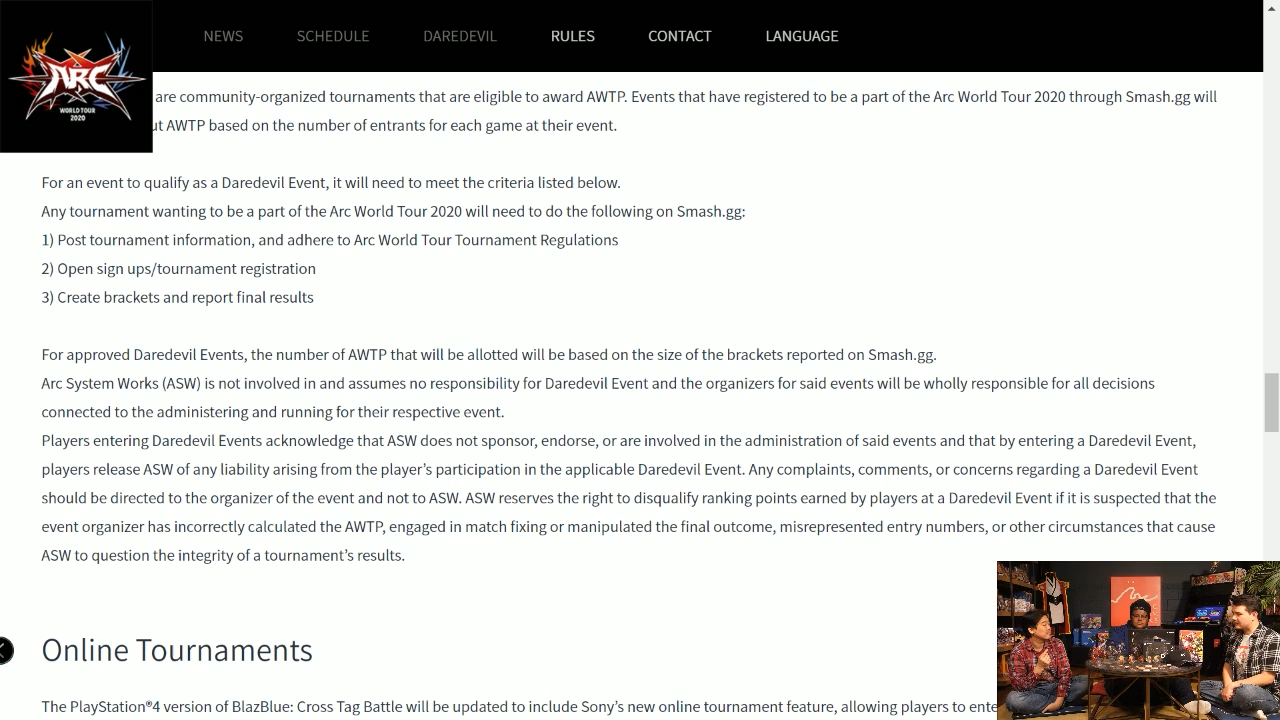 NEWS SCHEDULE DAREDEVIL RULES CONTACT LANGUAGE
ARC
WORLD TOUR
2020
are community-organized tournaments that are eligible to award AWTP. Events that have registered to be a part of the Arc World Tour 2020 through Smash.gg will
AWTP based on the number of entrants for each game at their event.
For an event to qualify as a Daredevil Event, it will need to meet the criteria listed below.
Any tournament wanting to be a part of the Arc World Tour 2020 will need to do the following on Smash.gg:
1) Post tournament information, and adhere to Arc World Tour Tournament Regulations
2) Open sign ups/tournament registration
3) Create brackets and report final results
For approved Daredevil Events, the number of AWTP that will be allotted will be based on the size of the brackets reported on Smash.gg.
Arc System Works (ASW) is not involved in and assumes no responsibility for Daredevil Event and the organizers for said events will be wholly responsible for all decisions
connected to the administering and running for their respective event.
Players entering Daredevil Events acknowledge that ASW does not sponsor, endorse, or are involved in the administration of said events and that by entering a Daredevil Event,
players release ASW of any liability arising from the player's participation in the applicable Daredevil Event. Any complaints, comments, or concerns regarding a Daredevil Event
should be directed to the organizer of the event and not to ASW. ASW reserves the right to disqualify ranking points earned by players at a Daredevil Event if it is suspected that the
event organizer has incorrectly calculated the AWTP, engaged in match fixing or manipulated the final outcome, misrepresented entry numbers, or other circumstances that cause
ASW to question the integrity of a tournament's results.
Online Tournaments
The PlayStation®4 version of BlazBlue: Cross Tag Battle will be updated to include Sony's new online tournament feature, allowing players to ente